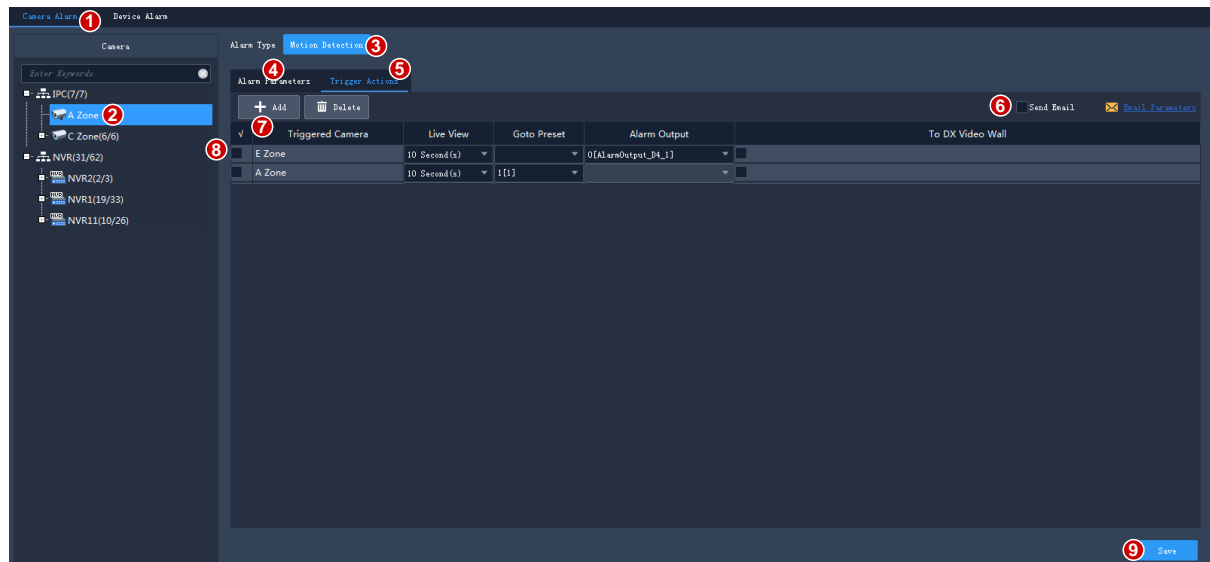 Camera Alarm 1 Device Alarm
Camera
Alarm Type Motion Detection 3
Enter Keywords
4 5
Alarm Parameters Trigger Actions
IPC(7/7)
Add Delete 6 Send Email Email Parameters
A Zone 2
7
√ Triggered Camera Live View Goto Preset Alarm Output To DX Video Wall
C Zone(6/6)
8 E Zone 10 Second(s) 0[AlarmOutput_D4_1]
NVR(31/62)
A Zone 10 Second(s) 1[1]
NVR2(2/3)
NVR1(19/33)
NVR11(10/26)
9 Save